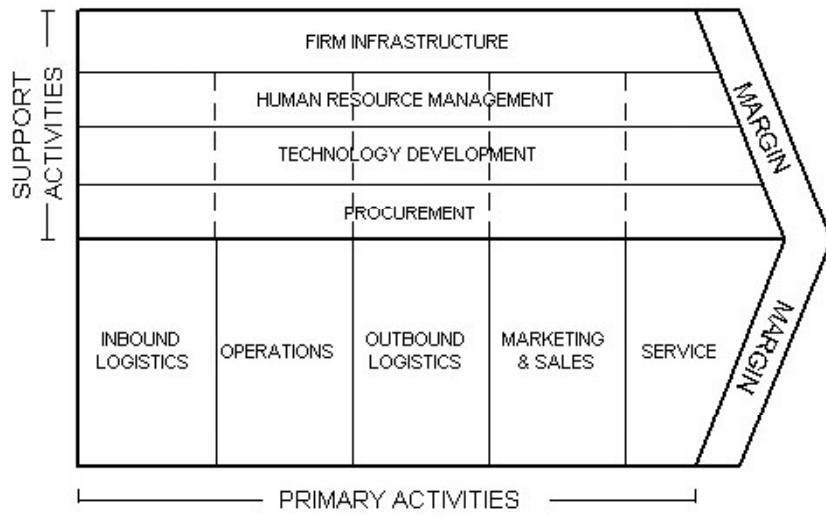 SUPPORT
ACTIVITIES
FIRM INFRASTRUCTURE
HUMAN RESOURCE MANAGEMENT
TECHNOLOGY DEVELOPMENT
PROCUREMENT
MARGIN
INBOUND
LOGISTICS
OPERATIONS
OUTBOUND
LOGISTICS
MARKETING
& SALES
SERVICE
MARGIN
PRIMARY ACTIVITIES